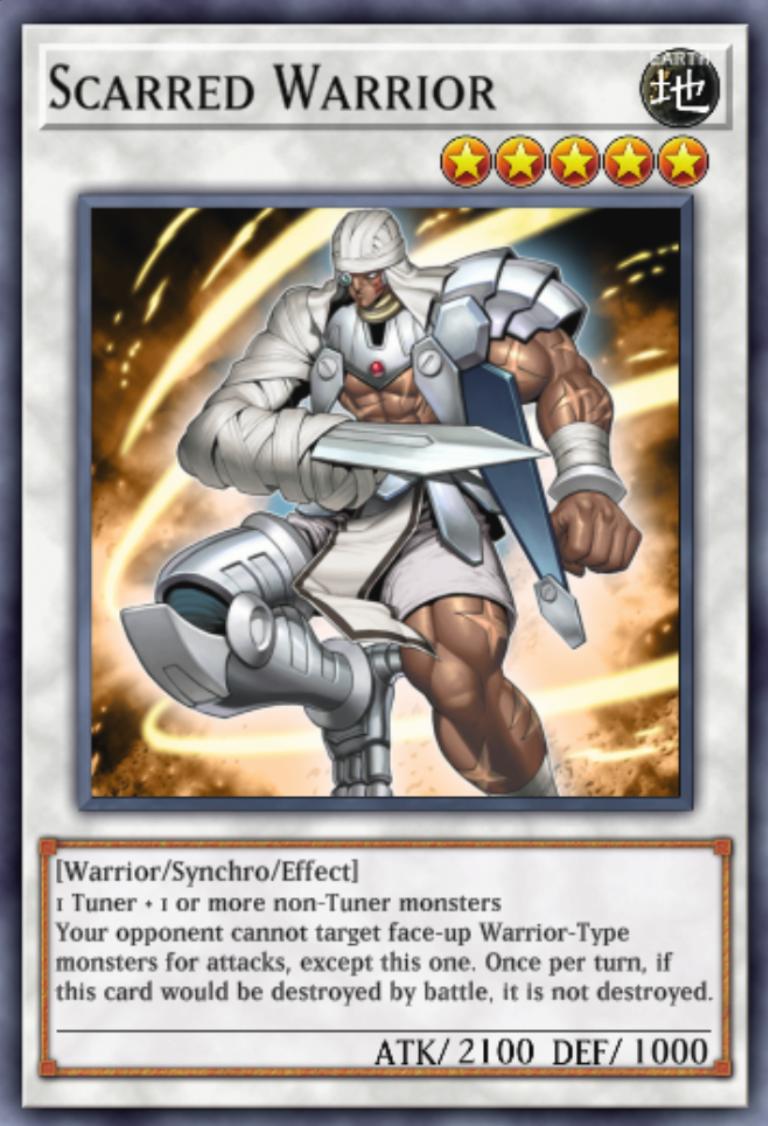 Scarred Warrior
EARTH
地
[Warrior/Synchro/Effect]
1 Tuner + 1 or more non-Tuner monsters
Your opponent cannot target face-up Warrior-Type
monsters for attacks, except this one. Once per turn, if
this card would be destroyed by battle, it is not destroyed.
ATK/ 2100 DEF/ 1000